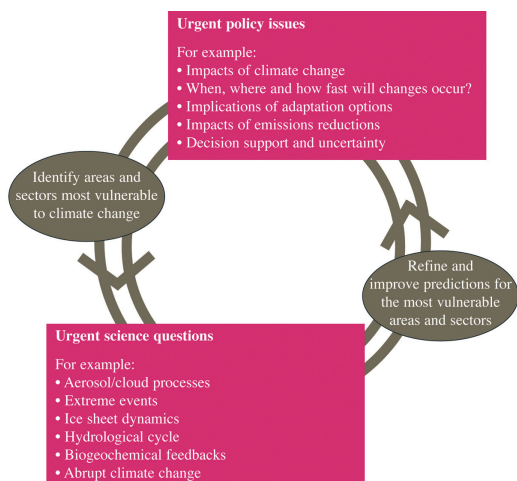 Urgent policy issues
For example:
• Impacts of climate change
• When, where and how fast will changes occur?
• Implications of adaptation options
• Impacts of emissions reductions
• Decision support and uncertainty
Identify areas and
sectors most vulnerable
to climate change
Refine and
improve predictions for
the most vulnerable
areas and sectors
Urgent science questions
For example:
• Aerosol/cloud processes
• Extreme events
• Ice sheet dynamics
• Hydrological cycle
• Biogeochemical feedbacks
• Abrupt climate change